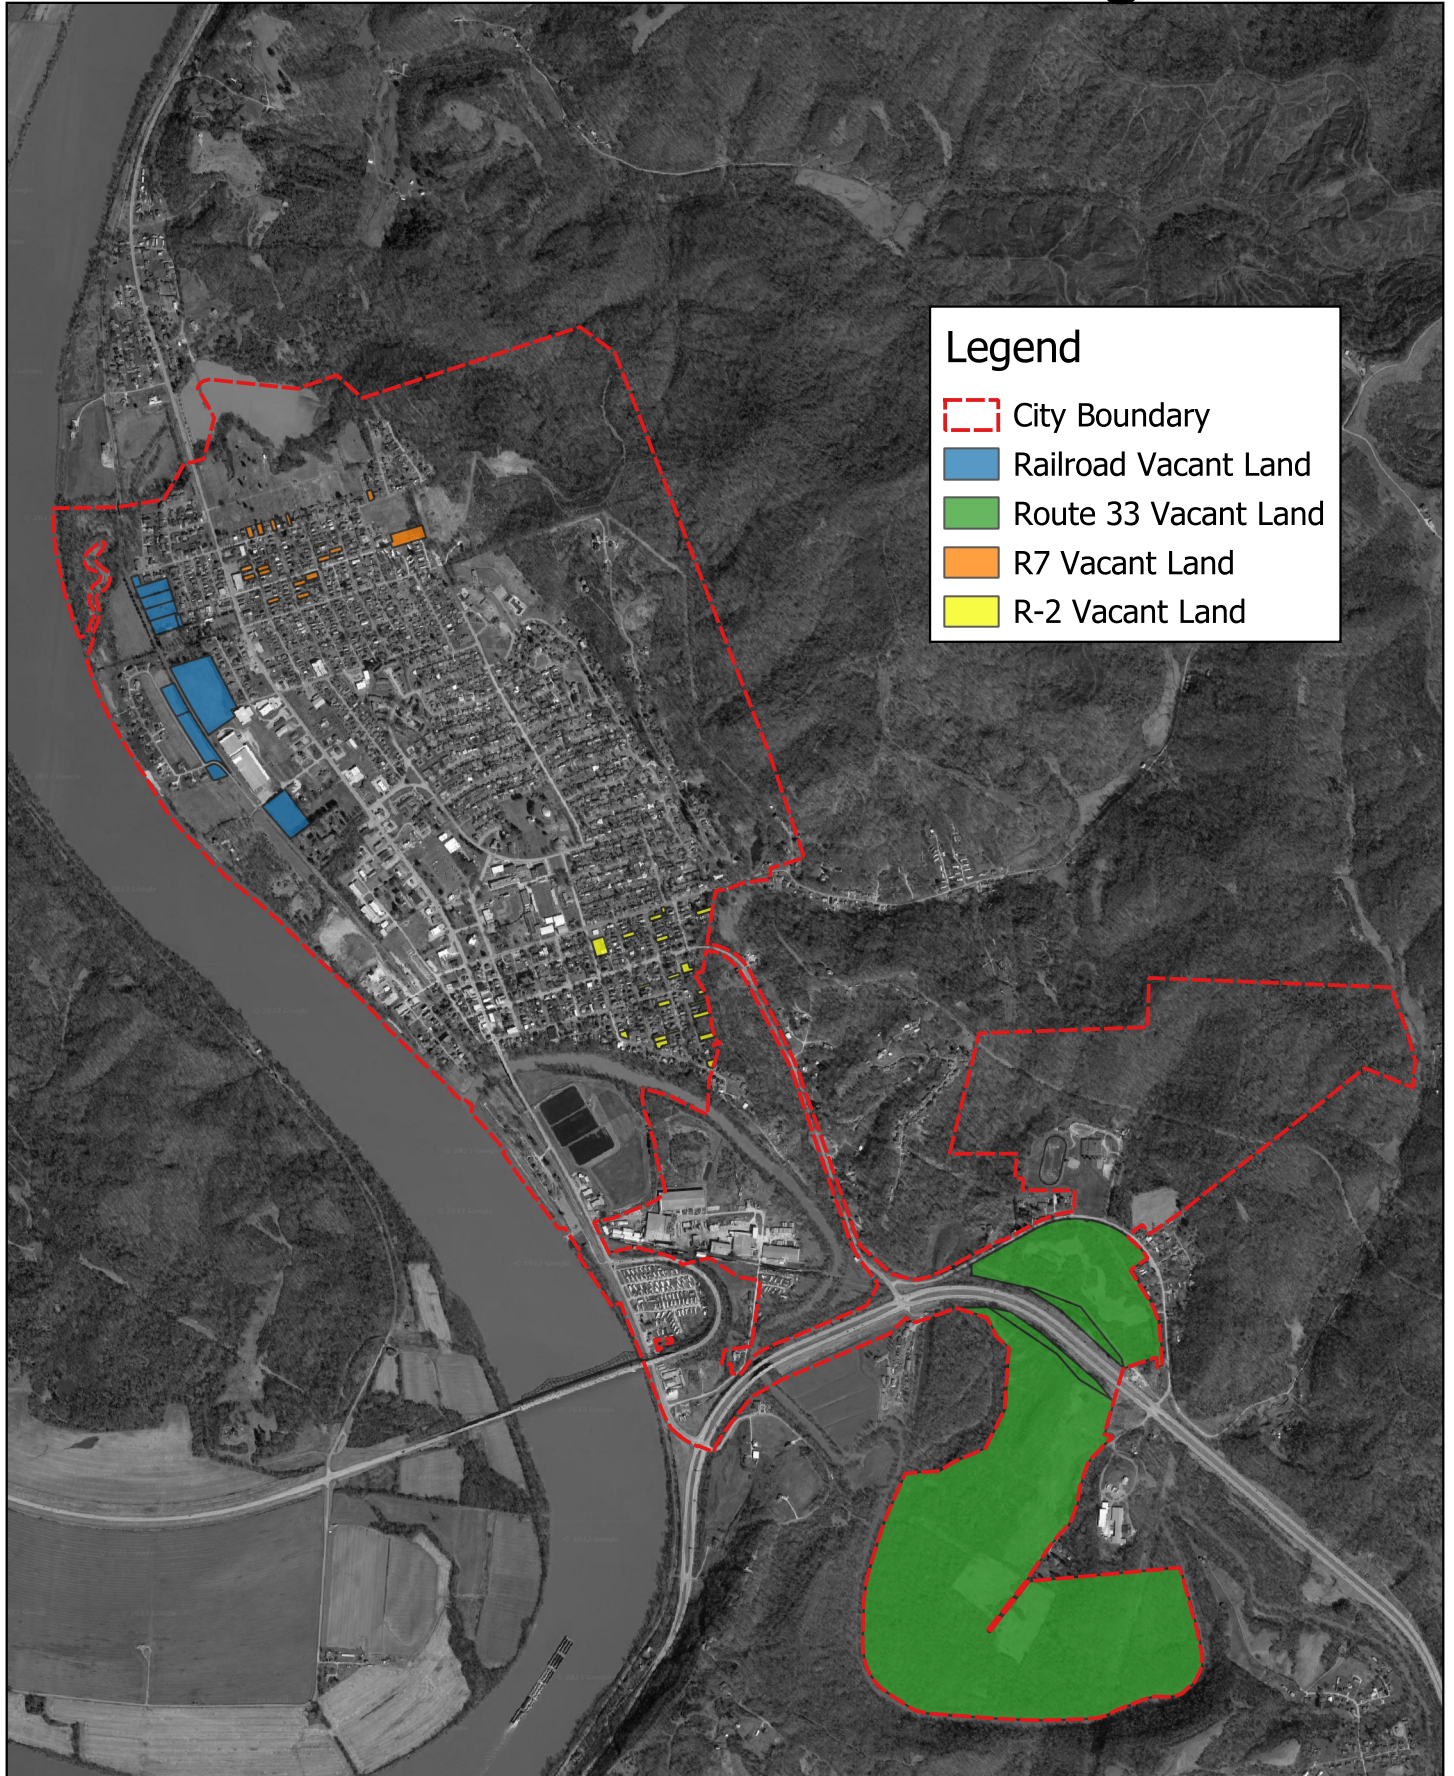 Legend
City Boundary
Railroad Vacant Land
Route 33 Vacant Land
R7 Vacant Land
R-2 Vacant Land